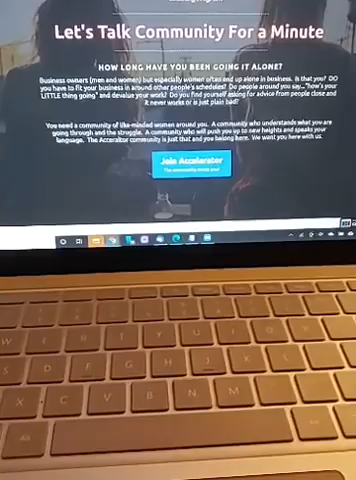 Let's Talk Community For a Minute
HOW LONG HAVE YOU BEEN GOING IT ALONE?
Business owners (men and women) but especially women often end up alone in business. Is that you? DO
you have to fit your business in around other people's schedules? Do people around you say..."how's your
LITTLE thing going" and devalue your work? Do you find yourself asking for advice from people close and
it never works or is just plain bad?
You need a community of like-minded women around you. A community who understands what you are
going through and the struggle. A community who will push you up to new heights and speaks your
language. The Accelerator community is just that and you belong here. We want you here with us.
Join Accelerator
The community needs you!
T Y U
S D F G H J K
X C V B N M
Alt